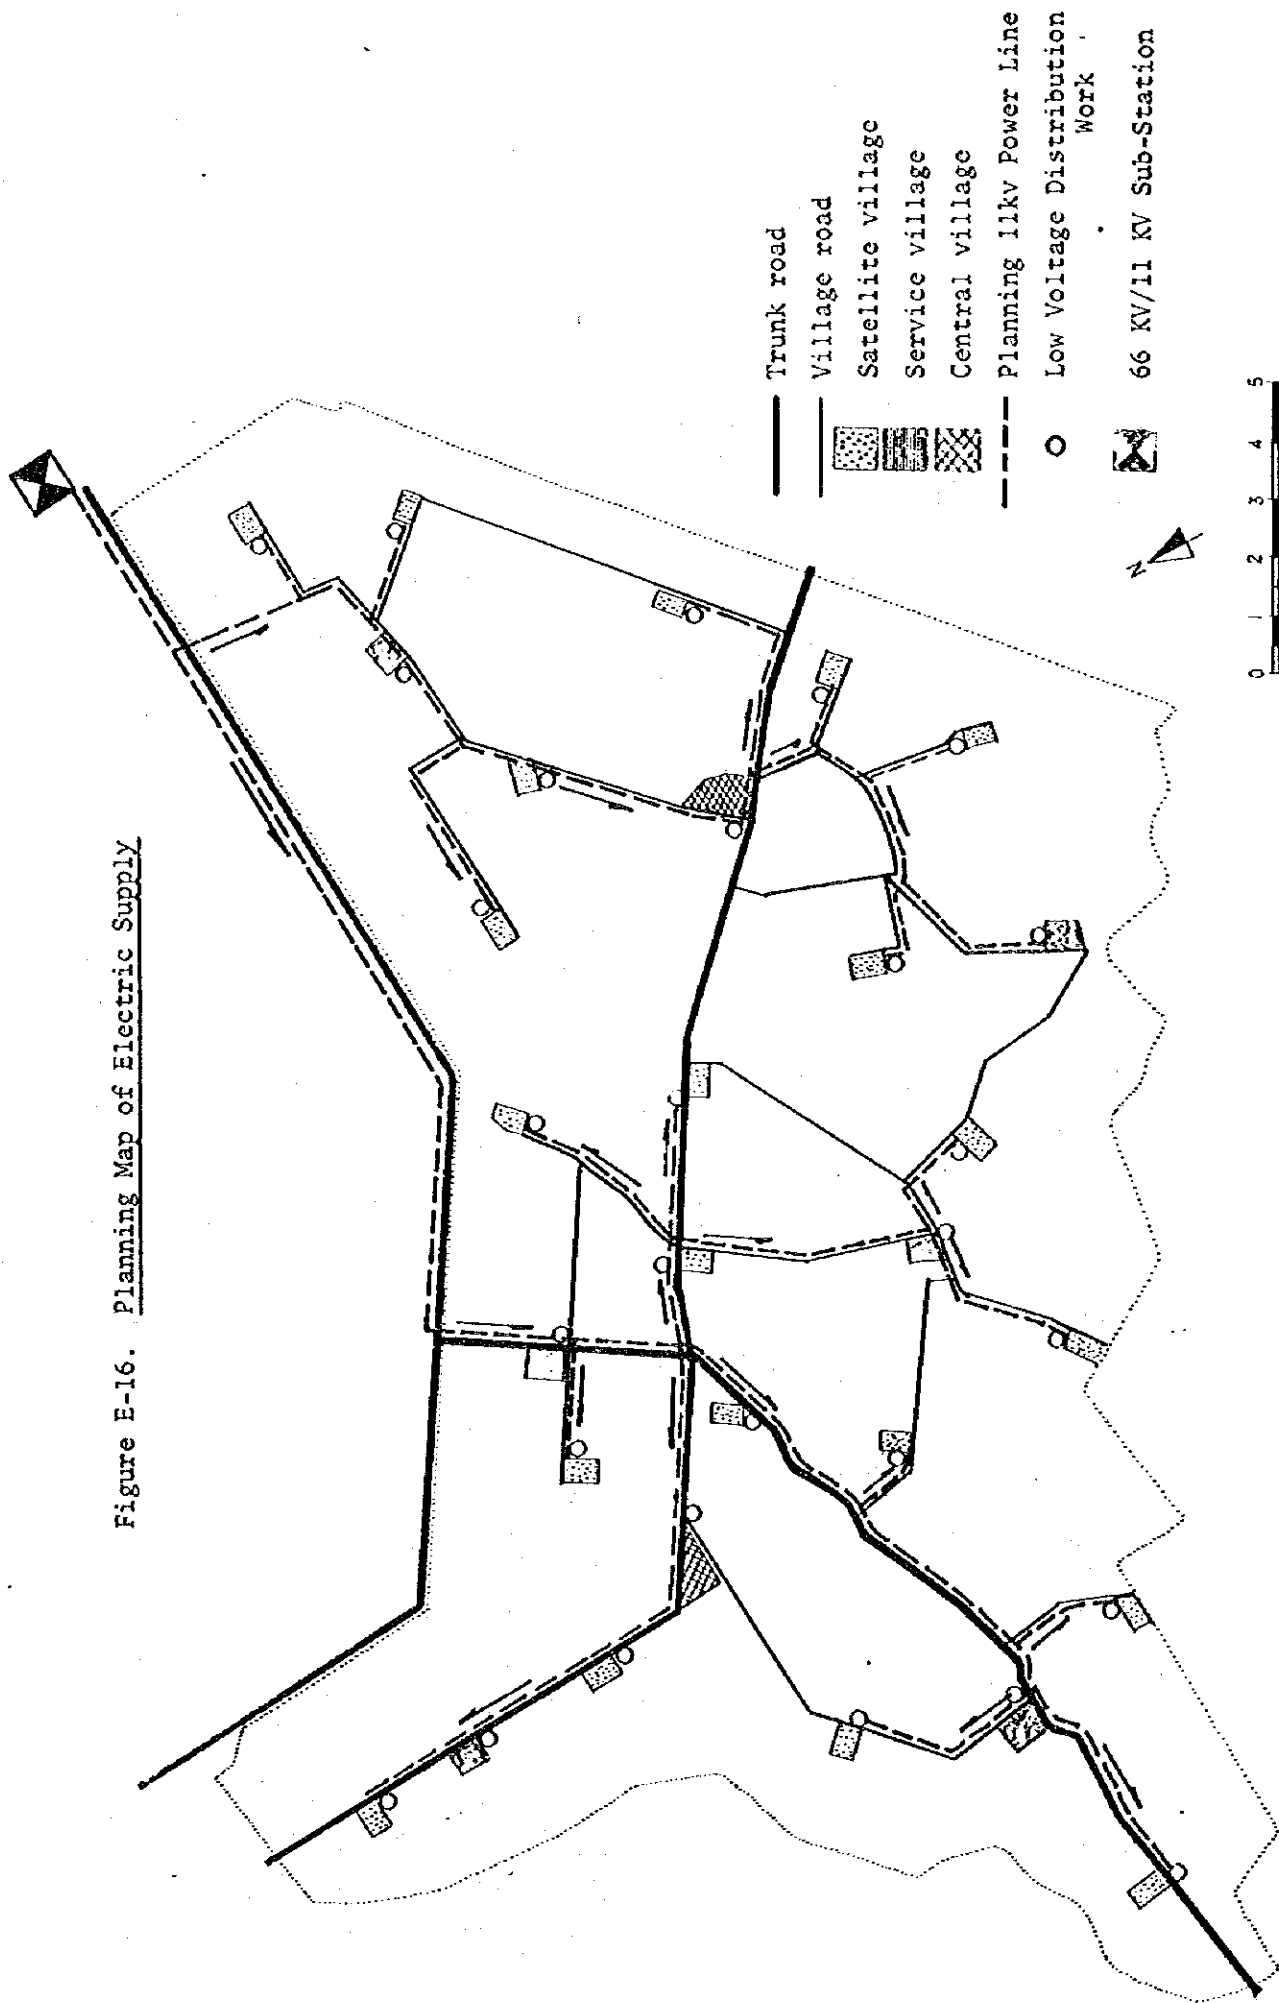 Figure E-16. Planning Map of Electric Supply
Trunk road
Village road
Satellite village
Service village
Central village
Planning 11kv Power Line
Low Voltage Distribution
Work
66 KV/11 KV Sub-Station
N
0 1 2 3 4 5